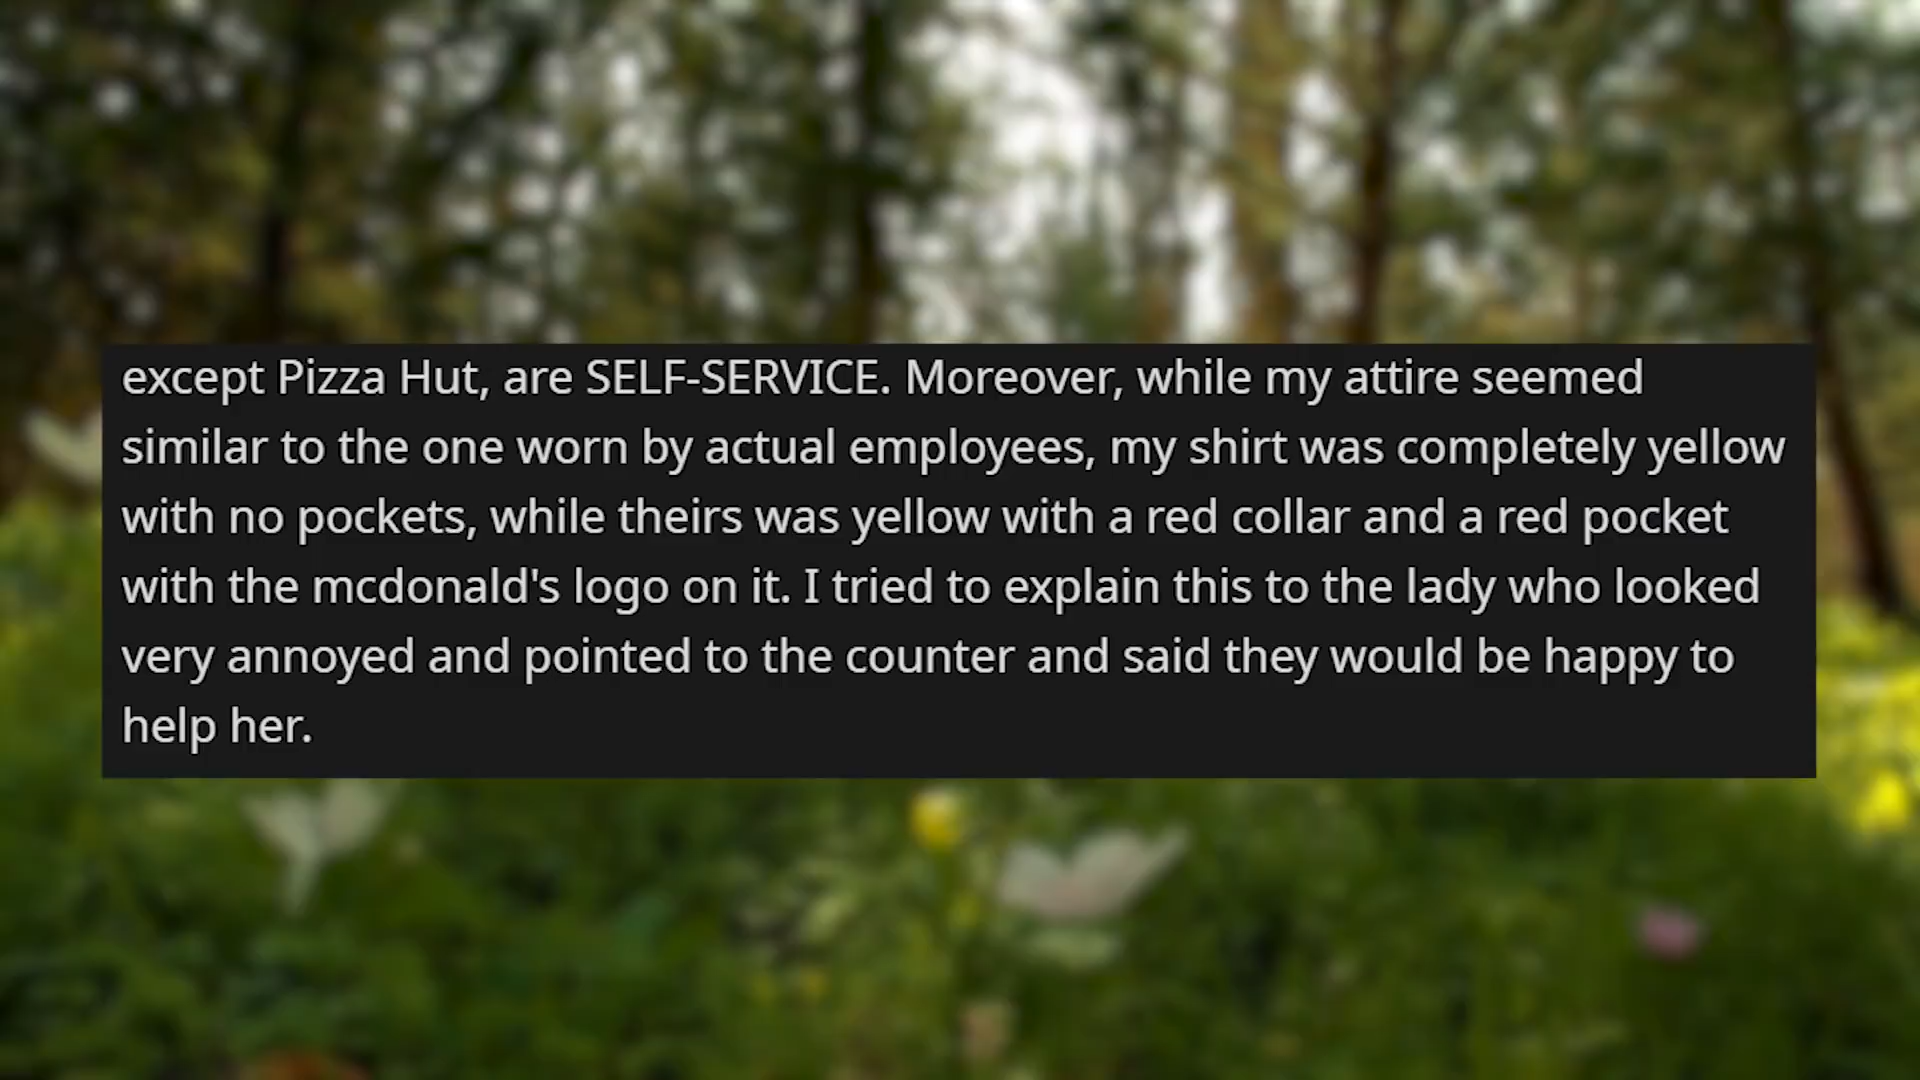 except Pizza Hut, are SELF-SERVICE. Moreover, while my attire seemed
similar to the one worn by actual employees, my shirt was completely yellow
with no pockets, while theirs was yellow with a red collar and a red pocket
with the mcdonald's logo on it. I tried to explain this to the lady who looked
very annoyed and pointed to the counter and said they would be happy to
help her.